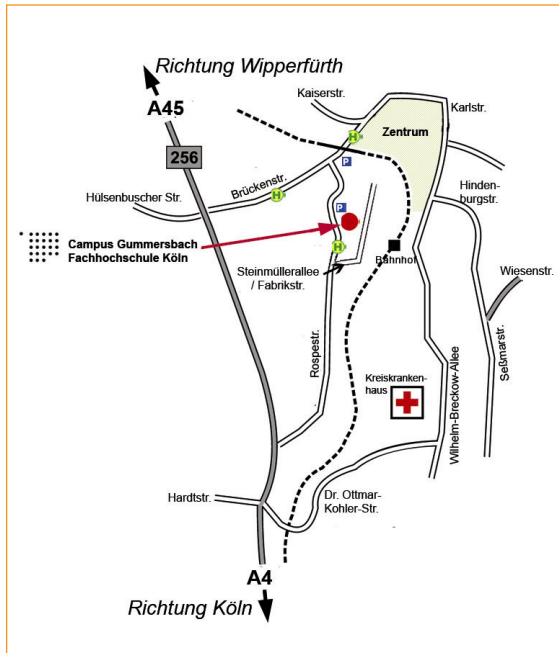 Richtung Wipperfürth
A45
Kaiserstr.
Karlstr.
Zentrum
H
256
P
Brückenstr.
Hülsenbuscher Str.
H
Hinden-
burgstr.
P
Campus Gummersbach
Fachhochschule Köln
H
Bahnhof
Steinmüllerallee
/ Fabrikstr.
Wiesenstr.
Rospestr.
Seßmarstr.
Wilhelm-Breckow-Allee
Kreiskranken-
haus
Hardtstr.
Dr. Ottmar-
Kohler-Str.
A4
Richtung Köln